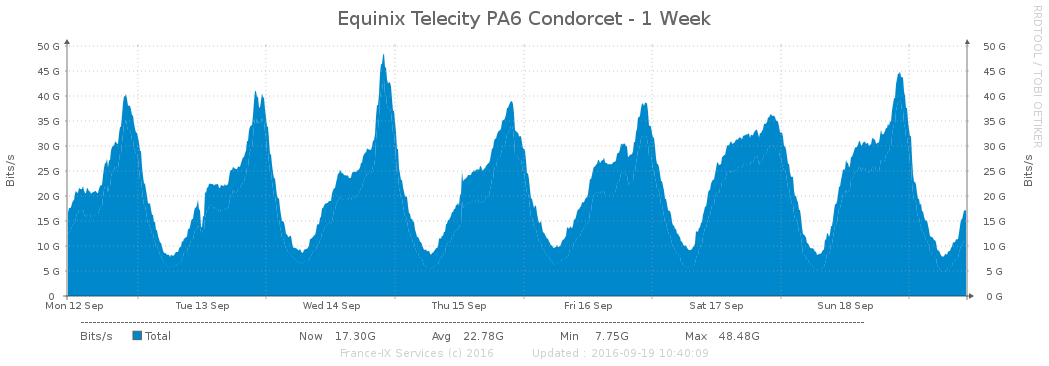 Equinix Telecity PA6 Condorcet - 1 Week
RRDTOOL / TOBI OETIKER
Bits/s
50 G 50 G
45 G 45 G
40 G 40 G
35 G 35 G
30 G 30 G
25 G 25 G
20 G 20 G
15 G 15 G
10 G 10 G
5 G 5 G
0 0 G
Bits/s
Mon 12 Sep Tue 13 Sep Wed 14 Sep Thu 15 Sep Fri 16 Sep Sat 17 Sep Sun 18 Sep
Bits/s Total Now 17.30G Avg 22.78G Min 7.75G Max 48.48G
France-IX Services (c) 2016 Updated : 2016-09-19 10:40:09